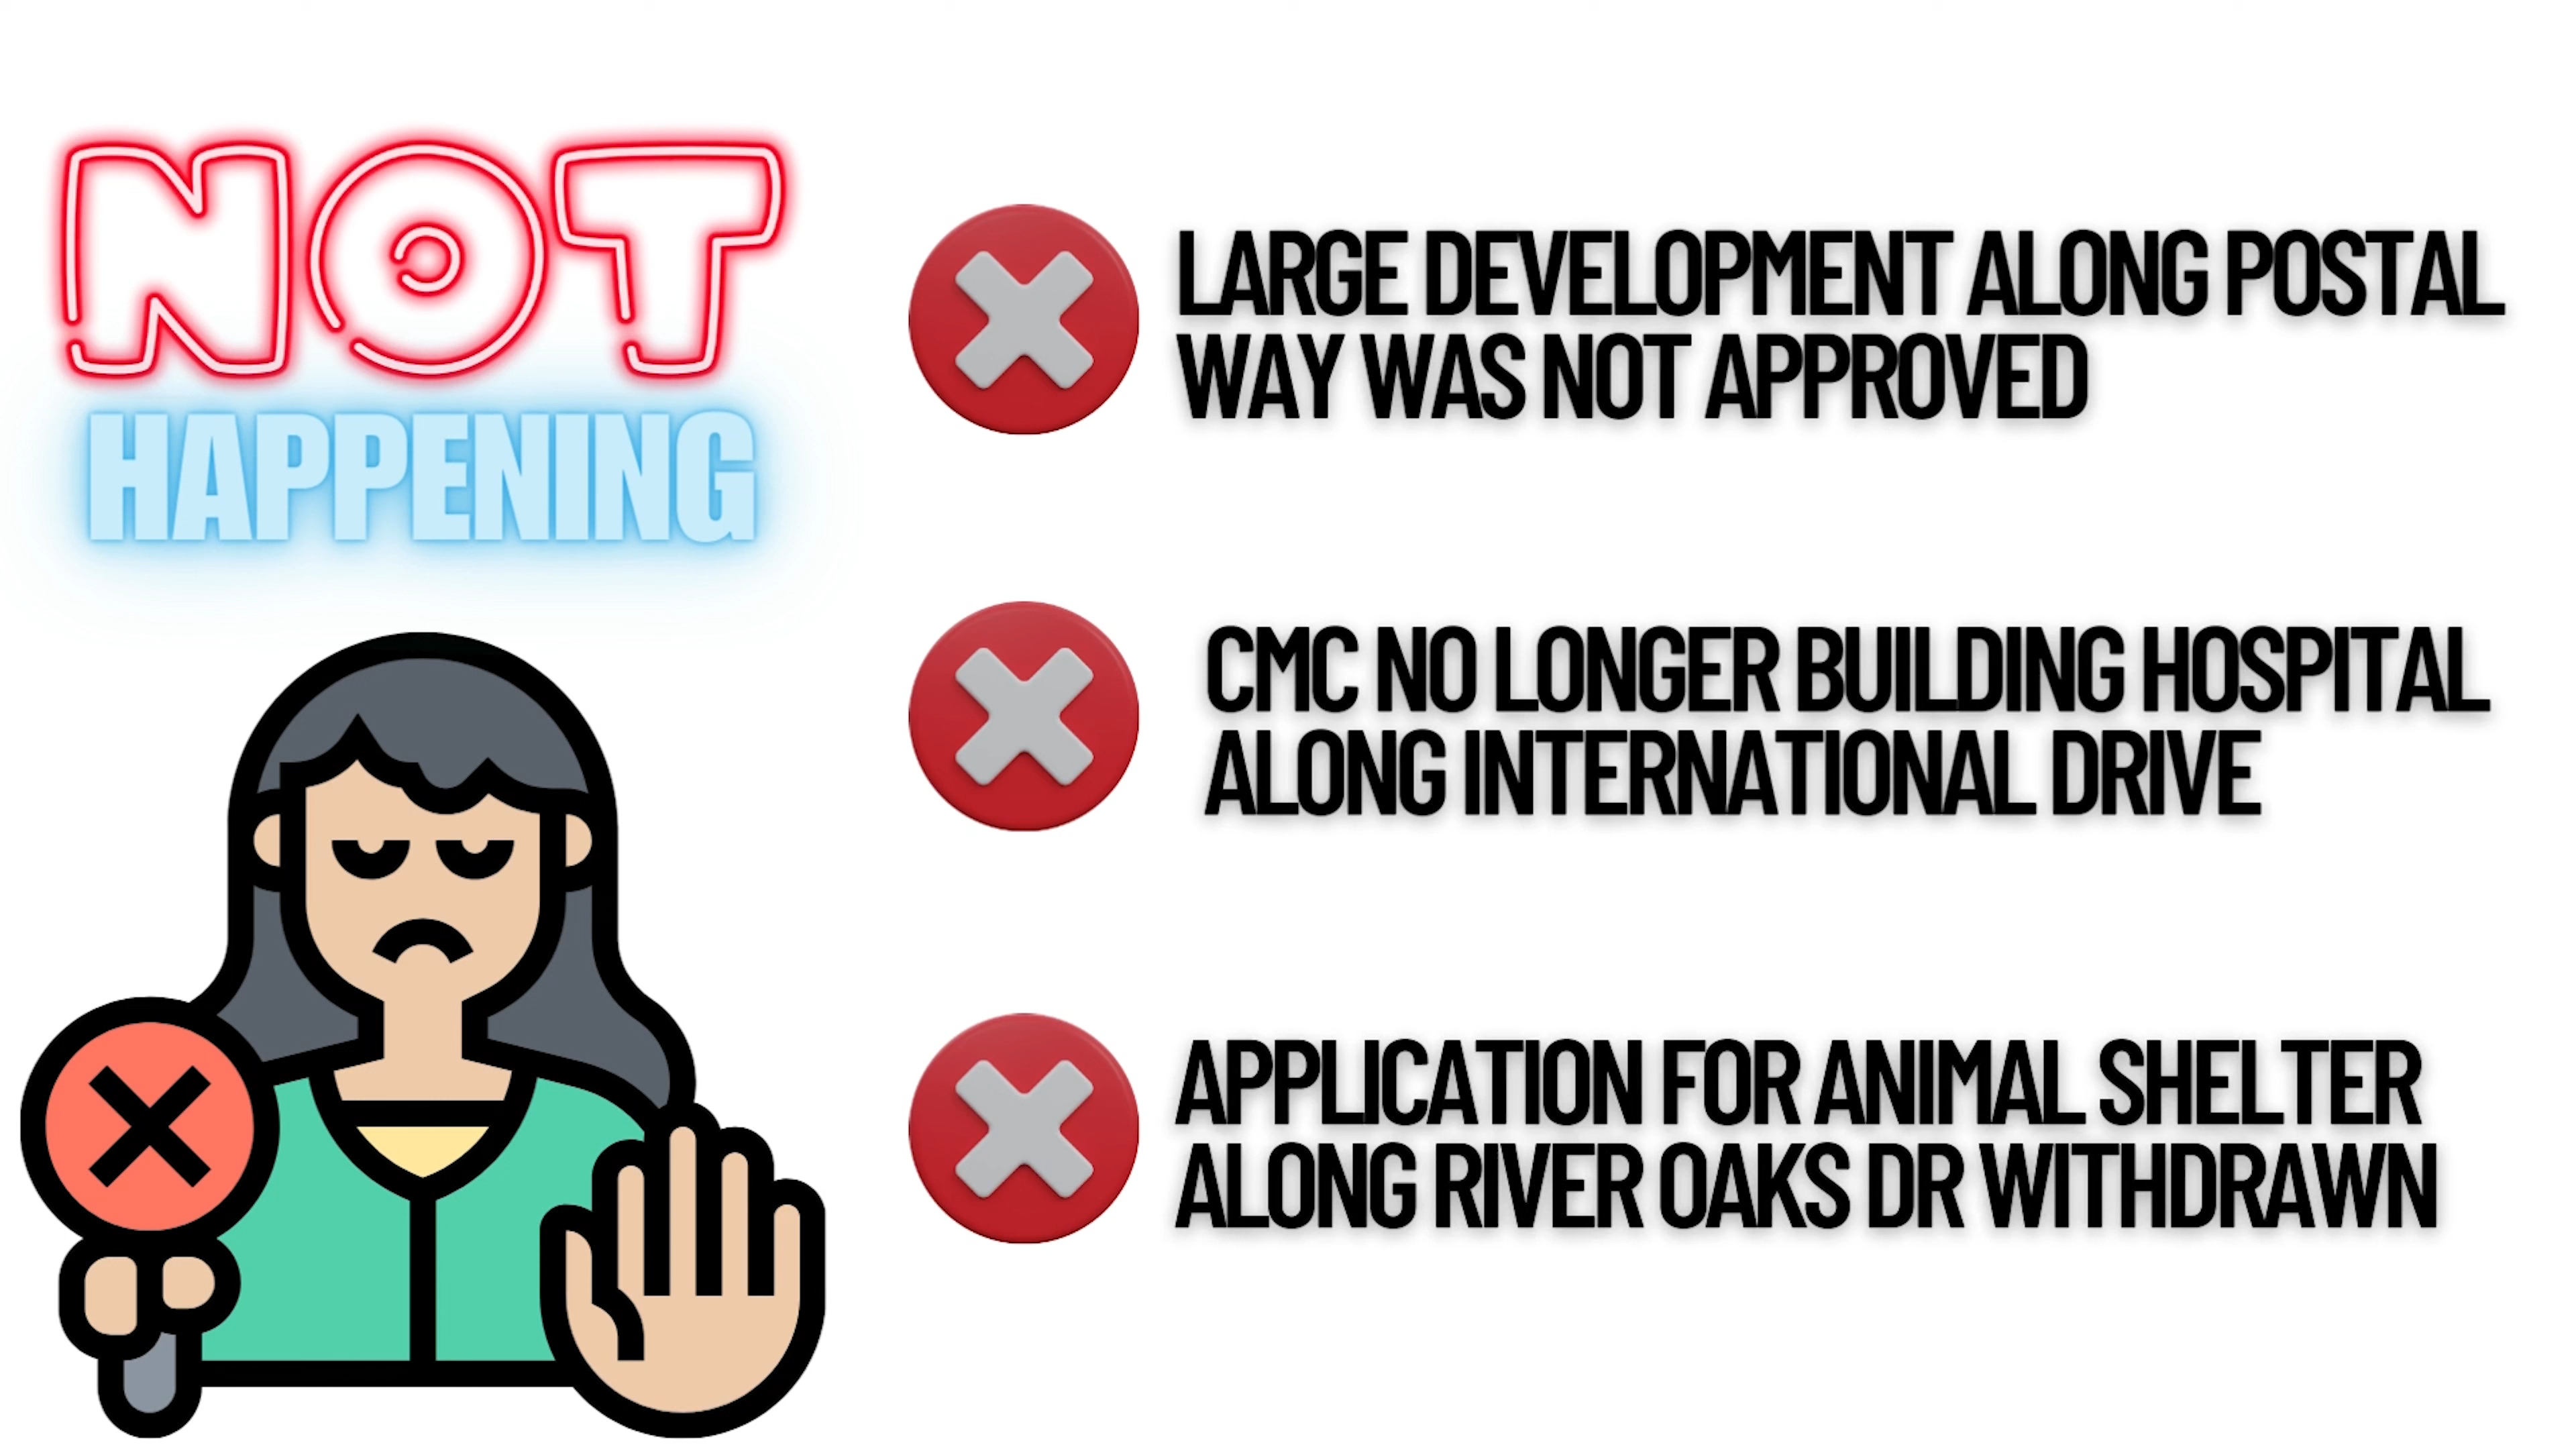 NOT
HAPPENING
LARGE DEVELOPMENT ALONG POSTAL
WAY WAS NOT APPROVED
CMC NO LONGER BUILDING HOSPITAL
ALONG INTERNATIONAL DRIVE
APPLICATION FOR ANIMAL SHELTER
ALONG RIVER OAKS DR WITHDRAWN